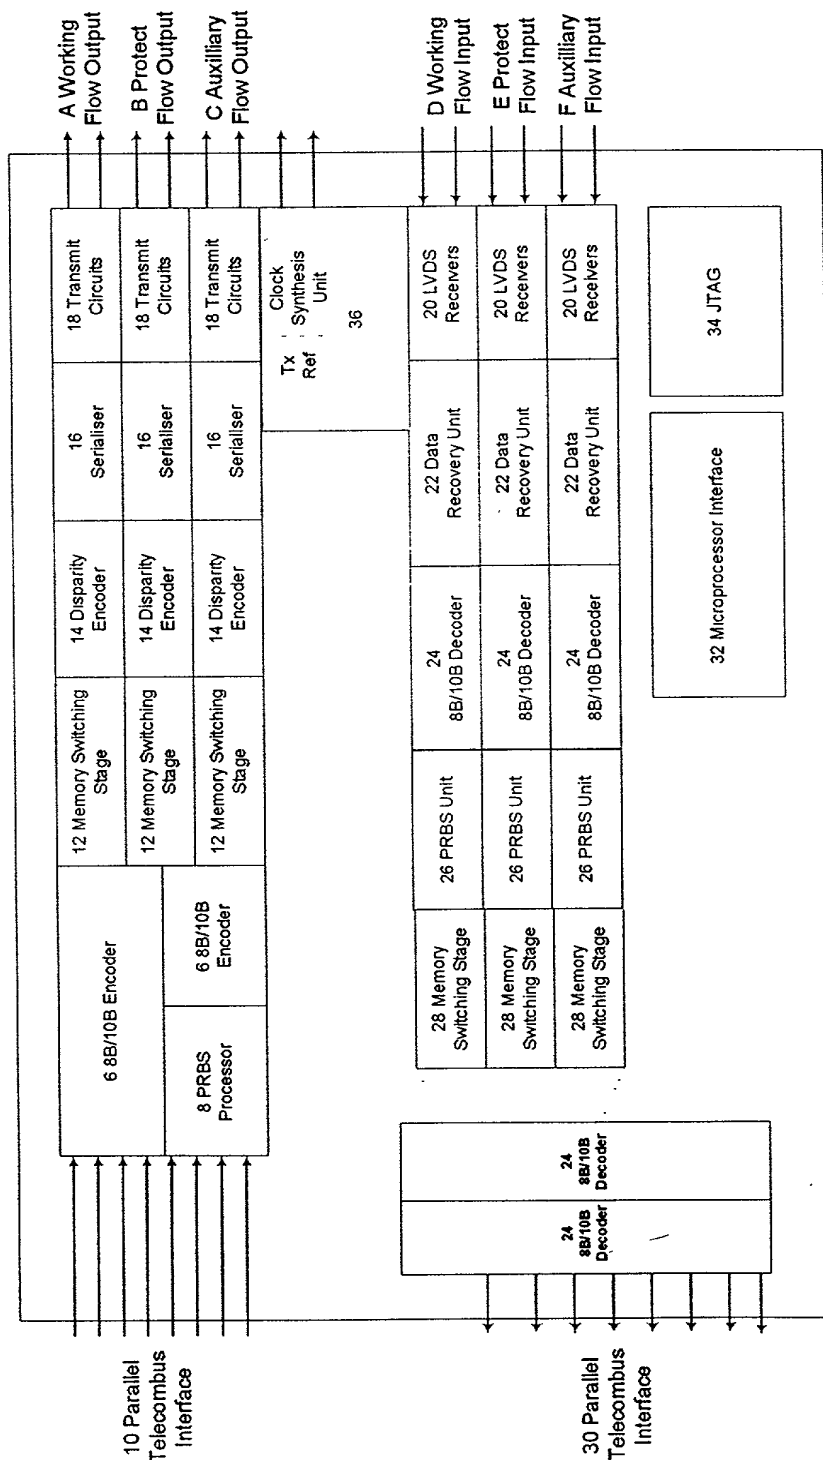 10 Parallel
Telecombus
Interface
6 8B/10B Encoder
8 PRBS
Processor
6 8B/10B
Encoder
12 Memory Switching
Stage
14 Disparity
Encoder
16
Serialiser
18 Transmit
Circuits
A Working
Flow Output
12 Memory Switching
Stage
14 Disparity
Encoder
16
Serialiser
18 Transmit
Circuits
B Protect
Flow Output
12 Memory Switching
Stage
14 Disparity
Encoder
16
Serialiser
18 Transmit
Circuits
C Auxilliary
Flow Output
Tx
Ref
Clock
Synthesis
Unit
36
30 Parallel
Telecombus
Interface
24
8B/10B
Decoder
24
8B/10B
Decoder
28 Memory
Switching Stage
26 PRBS Unit
24
8B/10B Decoder
22 Data
Recovery Unit
20 LVDS
Receivers
D Working
Flow Input
28 Memory
Switching Stage
26 PRBS Unit
24
8B/10B Decoder
22 Data
Recovery Unit
20 LVDS
Receivers
E Protect
Flow Input
28 Memory
Switching Stage
26 PRBS Unit
24
8B/10B Decoder
22 Data
Recovery Unit
20 LVDS
Receivers
F Auxilliary
Flow Input
32 Microprocessor Interface
34 JTAG